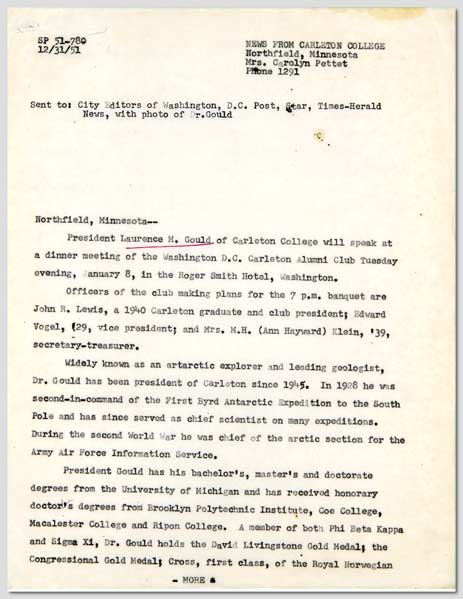 SP 51-780
12/31/51
NEWS FROM CARLETON COLLEGE
Northfield, Minnesota
Mrs. Carolyn Pettet
Phone 1291
Sent to: City Editors of Washington, D.C. Post, Star, Times-Herald
News, with photo of Dr.Gould
Northfield, Minnesota--
President Laurence M. Gould of Carleton College will speak at
a dinner meeting of the Washington D.C. Carleton Alumni Club Tuesday
evening, January 8, in the Roger Smith Hotel, Washington.
Officers of the club making plans for the 7 p.m. banquet are
John R. Lewis, a 1940 Carleton graduate and club president; Edward
Vogel, '29, vice president; and Mrs. M.H. (Ann Hayward) Klein, '39,
secretary-treasurer.
Widely known as an antarctic explorer and leading geologist,
Dr. Gould has been president of Carleton since 1945. In 1928 he was
second-in-command of the First Byrd Antarctic Expedition to the South
Pole and has since served as chief scientist on many expeditions.
During the second World War he was chief of the arctic section for the
Army Air Force Information Service.
President Gould has his bachelor's, master's and doctorate
degrees from the University of Michigan and has received honorary
doctor's degrees from Brooklyn Polytechnic Institute, Coe College,
Macalester College and Ripon College. A member of both Phi Beta Kappa
and Sigma Xi, Dr. Gould holds the David Livingstone Gold Medal; the
Congressional Gold Medal; Cross, first class, of the Royal Norwegian
- MORE -